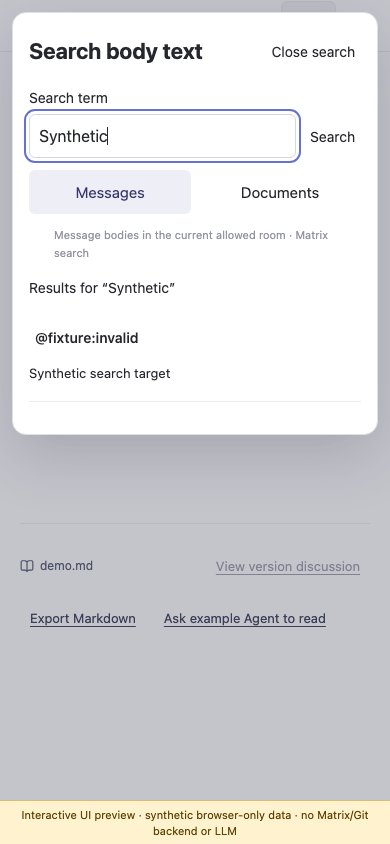 Search body text
Close search
Search term
Synthetic
Search
Messages
Documents
Message bodies in the current allowed room · Matrix
search
Results for “Synthetic”
@fixture:invalid
Synthetic search target
demo.md
View version discussion
Export Markdown
Ask example Agent to read
Interactive UI preview · synthetic browser-only data · no Matrix/Git
backend or LLM